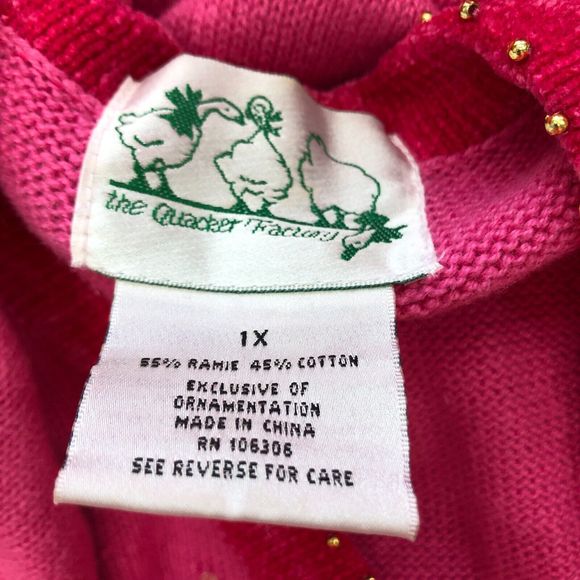 the Quacker Factory
1X
55% RAMIE 45% COTTON
EXCLUSIVE OF
ORNAMENTATION
MADE IN CHINA
RN 106306
SEE REVERSE FOR CARE